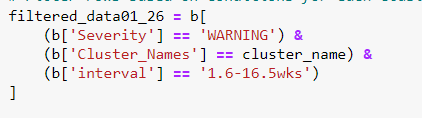 filtered_data01_26 = b[
(b['Severity'] == 'WARNING') &
(b['Cluster_Names'] == cluster_name) &
(b['interval'] == '1.6-16.5wks')
]